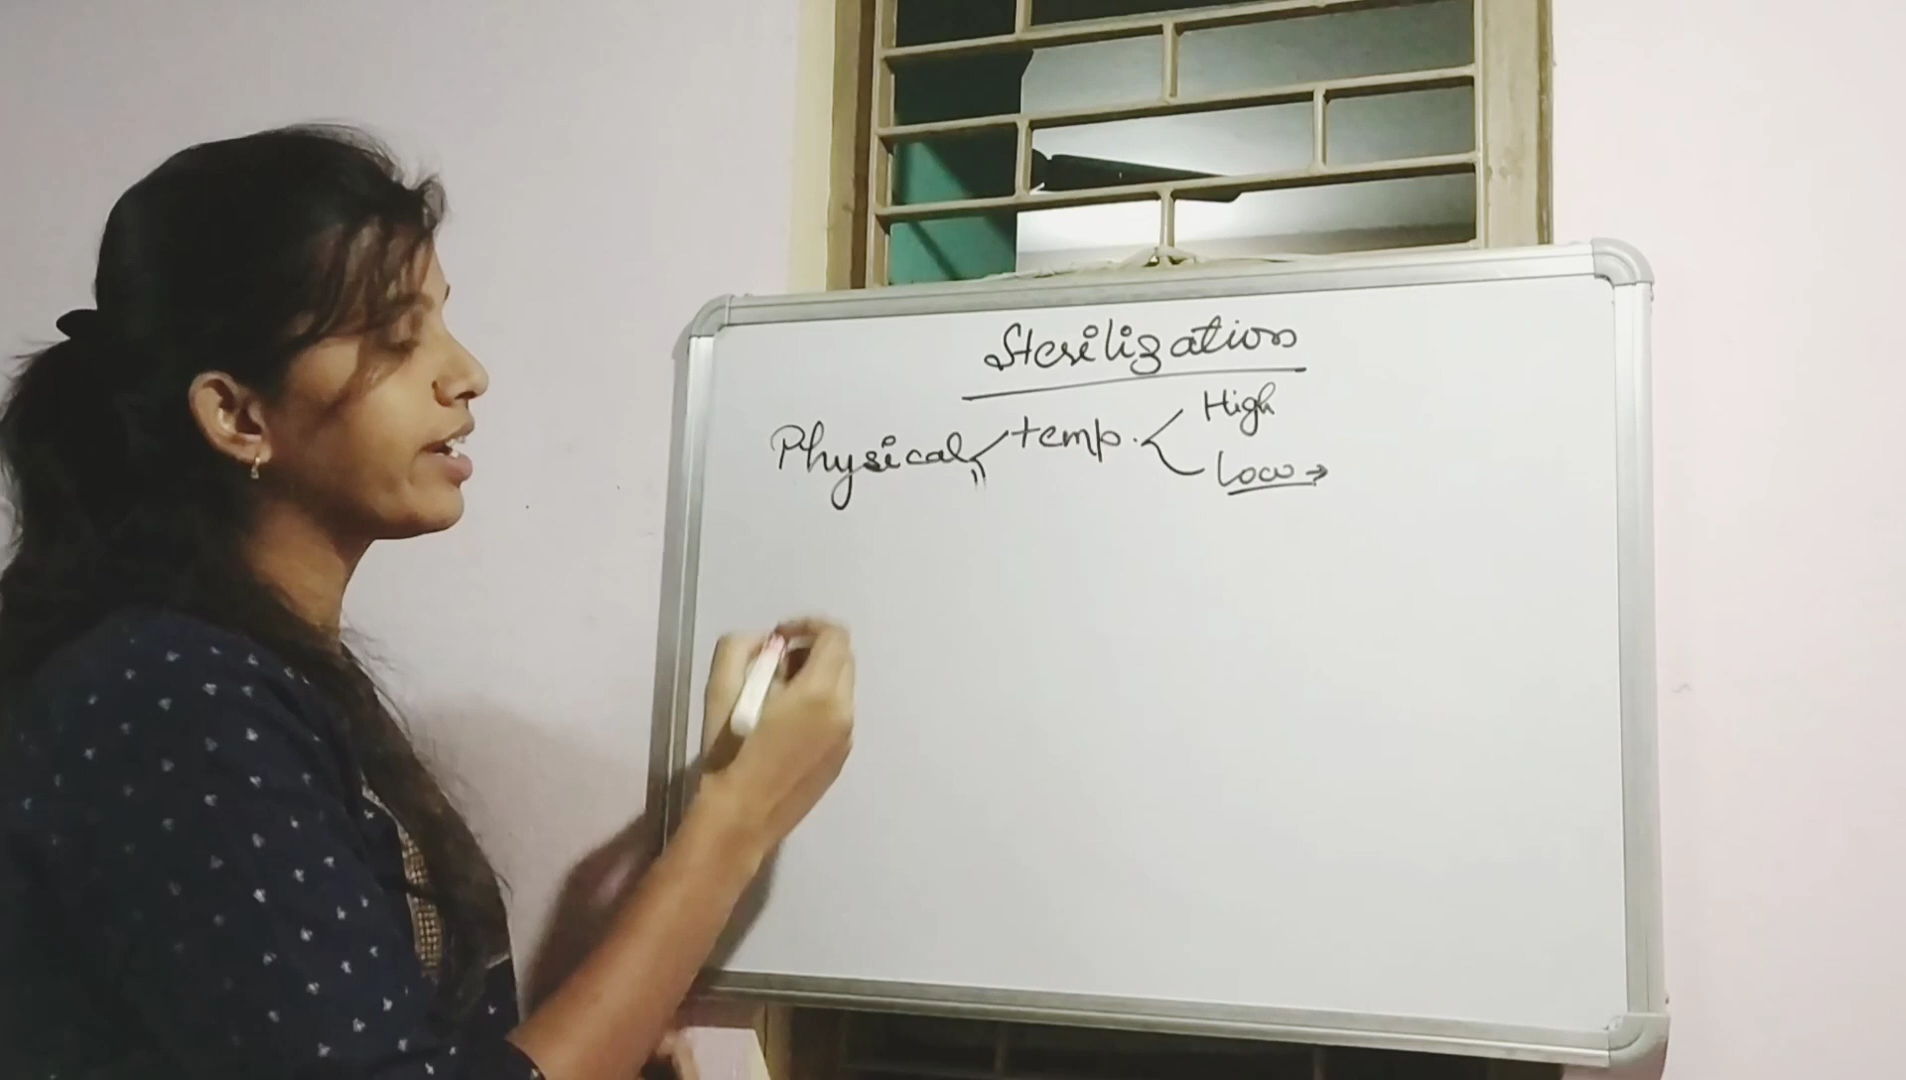 Sterilization
Physical temp. High
Low →